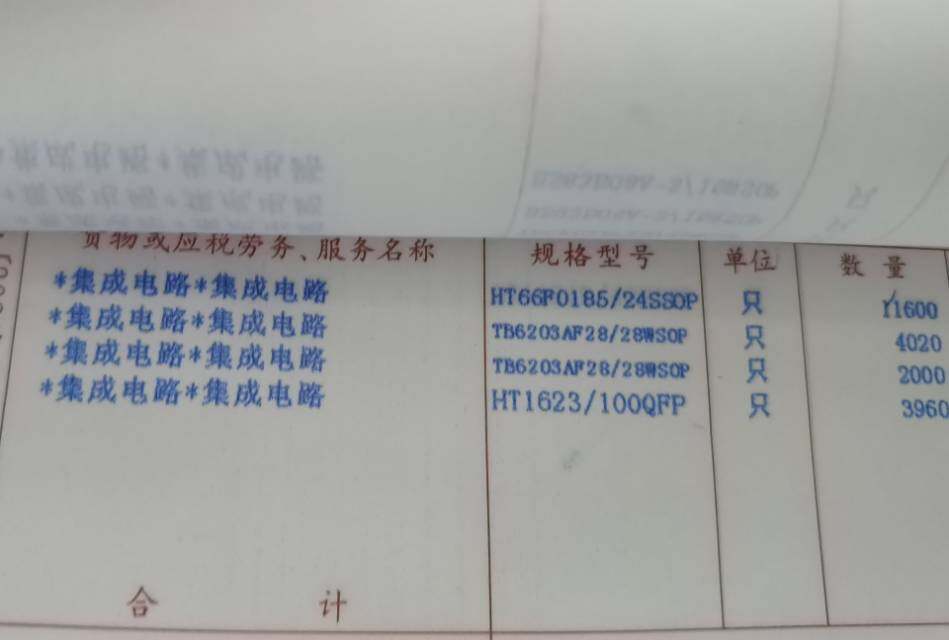 货物或应税劳务、服务名称 规格型号 单位 数量
*集成电路*集成电路 HT66F0185/24SSOP 只 11600
*集成电路*集成电路 TB6203AF28/28WSOP 只 4020
*集成电路*集成电路 TB6203AF28/28WSOP 只 2000
*集成电路*集成电路 HT1623/100QFP 只 3960
合 计